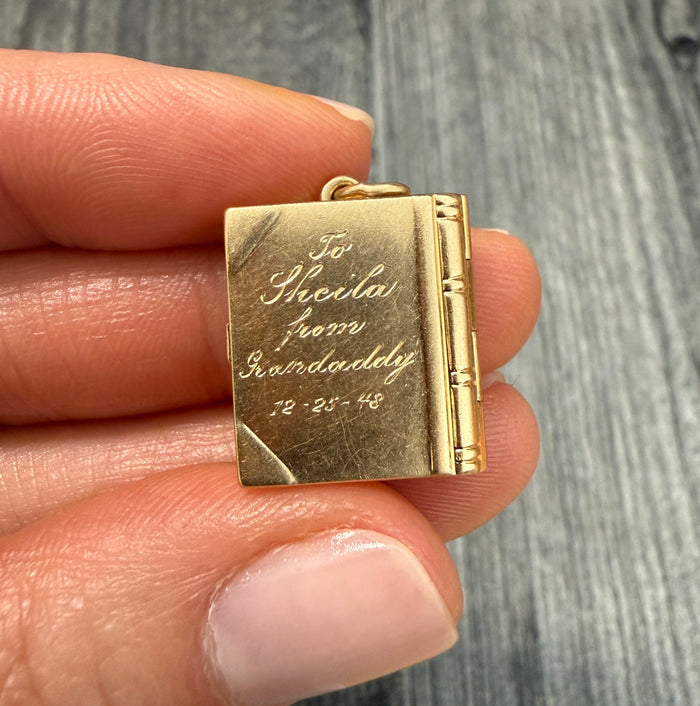 To
Sheila
from
Grandaddy
12-25-48